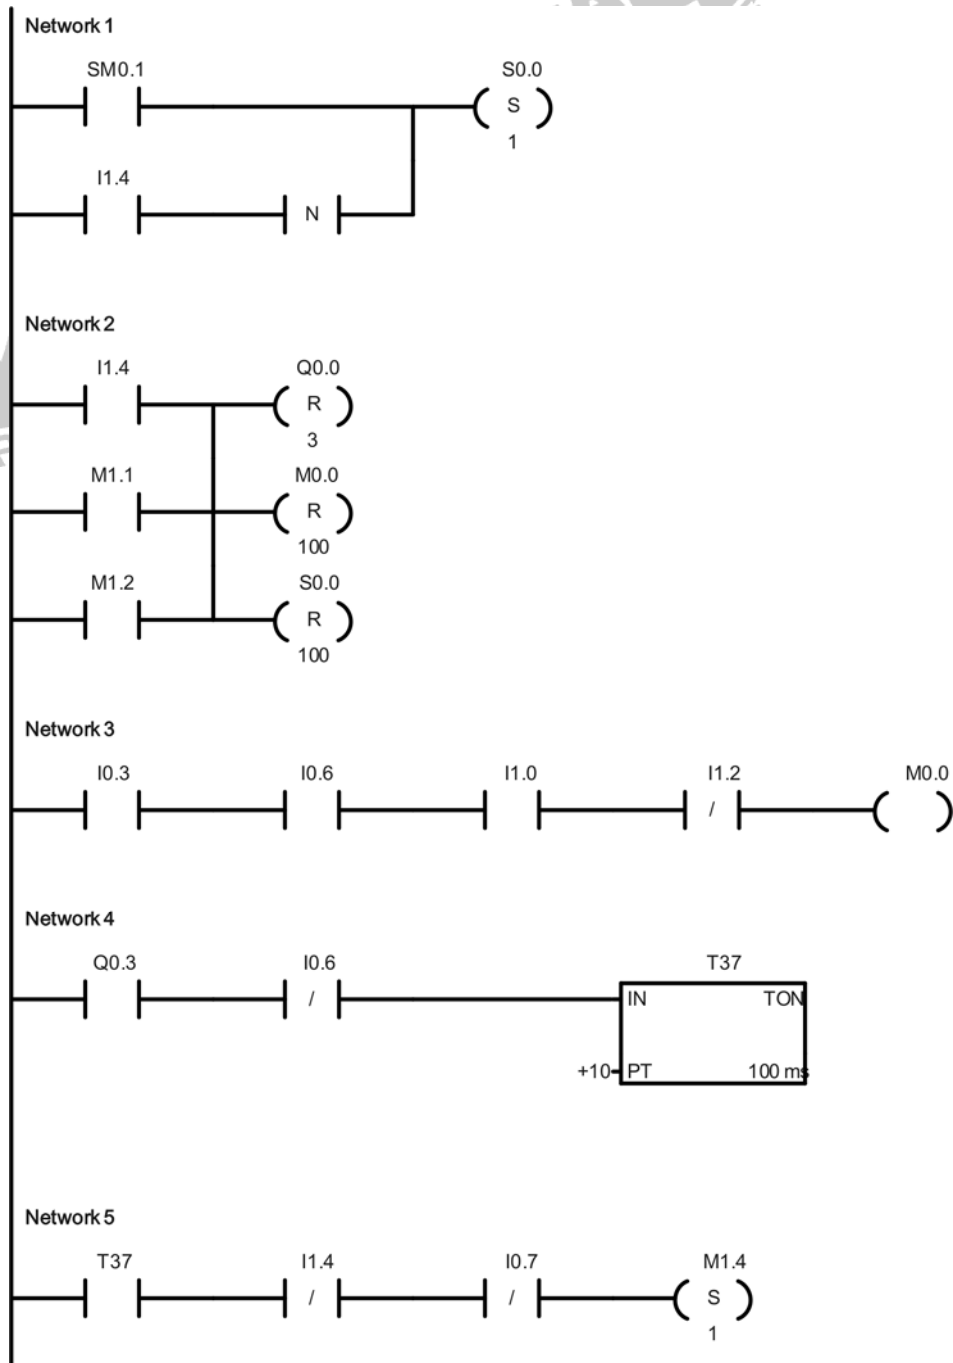 Network 1
SM0.1 S0.0
S
1
I1.4
N
Network 2
I1.4 Q0.0
R
3
M1.1 M0.0
R
100
M1.2 S0.0
R
100
Network 3
I0.3 I0.6 I1.0 I1.2 M0.0
/
Network 4
Q0.3 I0.6 T37
/ IN TON
+10 PT 100 ms
Network 5
T37 I1.4 I0.7 M1.4
/ / S
1